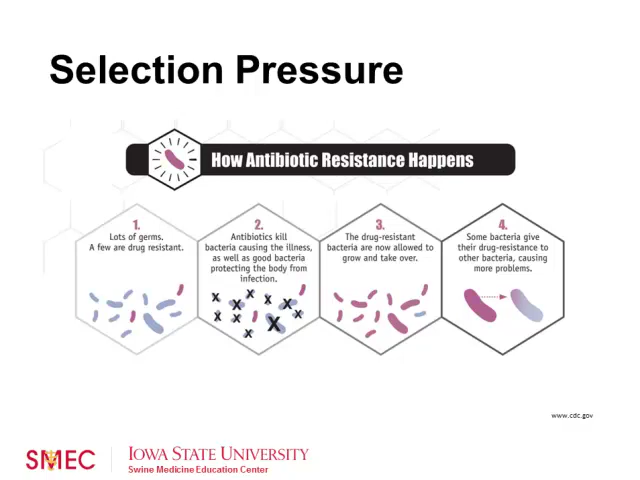 Selection Pressure
How Antibiotic Resistance Happens
1.
Lots of germs.
A few are drug resistant.
2.
Antibiotics kill
bacteria causing the illness,
as well as good bacteria
protecting the body from
infection.
3.
The drug-resistant
bacteria are now allowed to
grow and take over.
4.
Some bacteria give
their drug-resistance to
other bacteria, causing
more problems.
X X X X X X X X X X
www.cdc.gov
SMEC
IOWA STATE UNIVERSITY
Swine Medicine Education Center